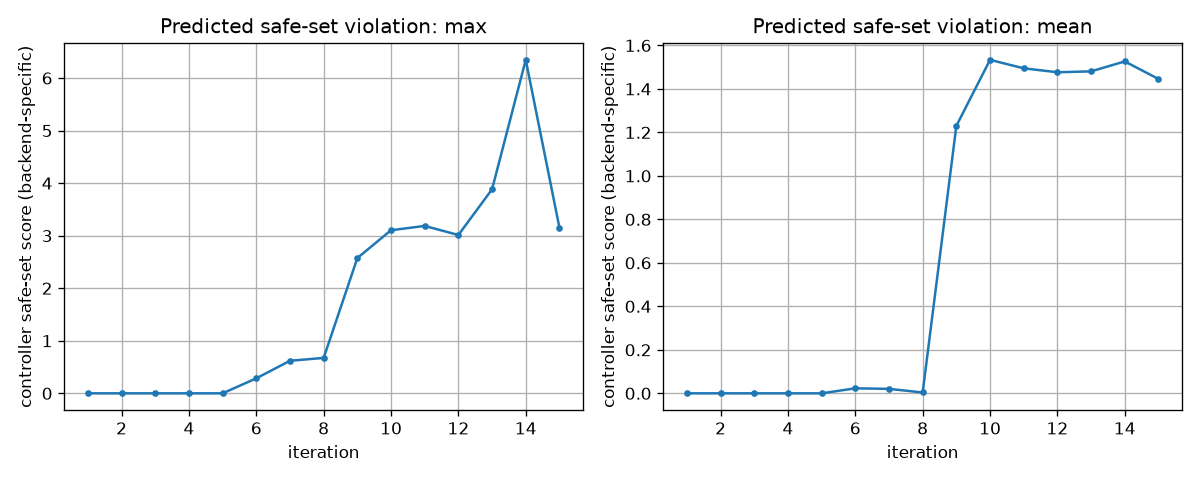 Predicted safe-set violation: max
controller safe-set score (backend-specific)
6
5
4
3
2
1
0
2 4 6 8 10 12 14
iteration
Predicted safe-set violation: mean
controller safe-set score (backend-specific)
1.6
1.4
1.2
1.0
0.8
0.6
0.4
0.2
0.0
2 4 6 8 10 12 14
iteration